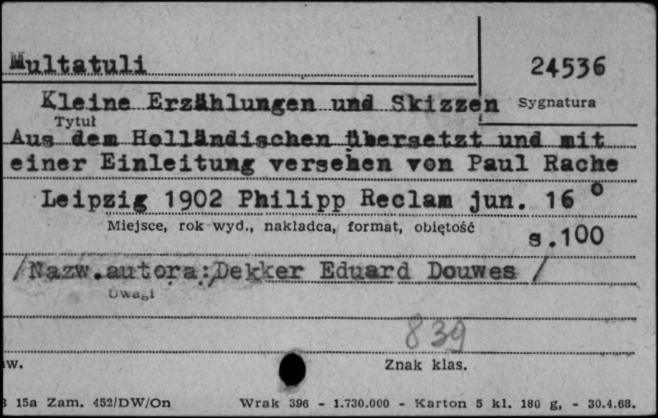 Multatuli
24536
Kleine Erzählungen und Skizzen
Sygnatura
Tytuł
Aus dem Holländischen übersetzt und mit
einer Einleitung versehen von Paul Rache
Leipzig 1902 Philipp Reclam jun. 16 °
Miejsce, rok wyd., nakładca, format, objętość
s.100
/Nazw.autora:Dekker Eduard Douwes /
Uwagi
839
w.
Znak klas.
15a Zam. 452/DW/On Wrak 396 - 1.730.000 - Karton 5 kl. 180 g. - 30.4.68.